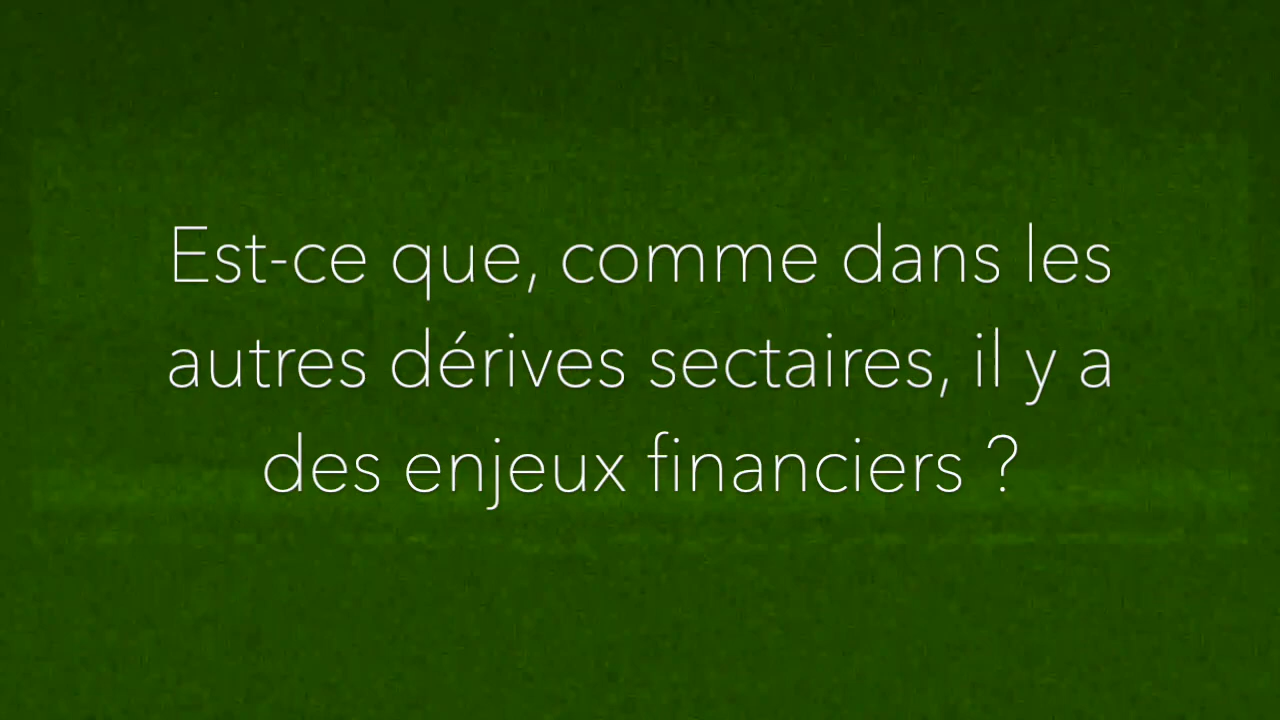 Est-ce que, comme dans les
autres dérives sectaires, il y a
des enjeux financiers ?